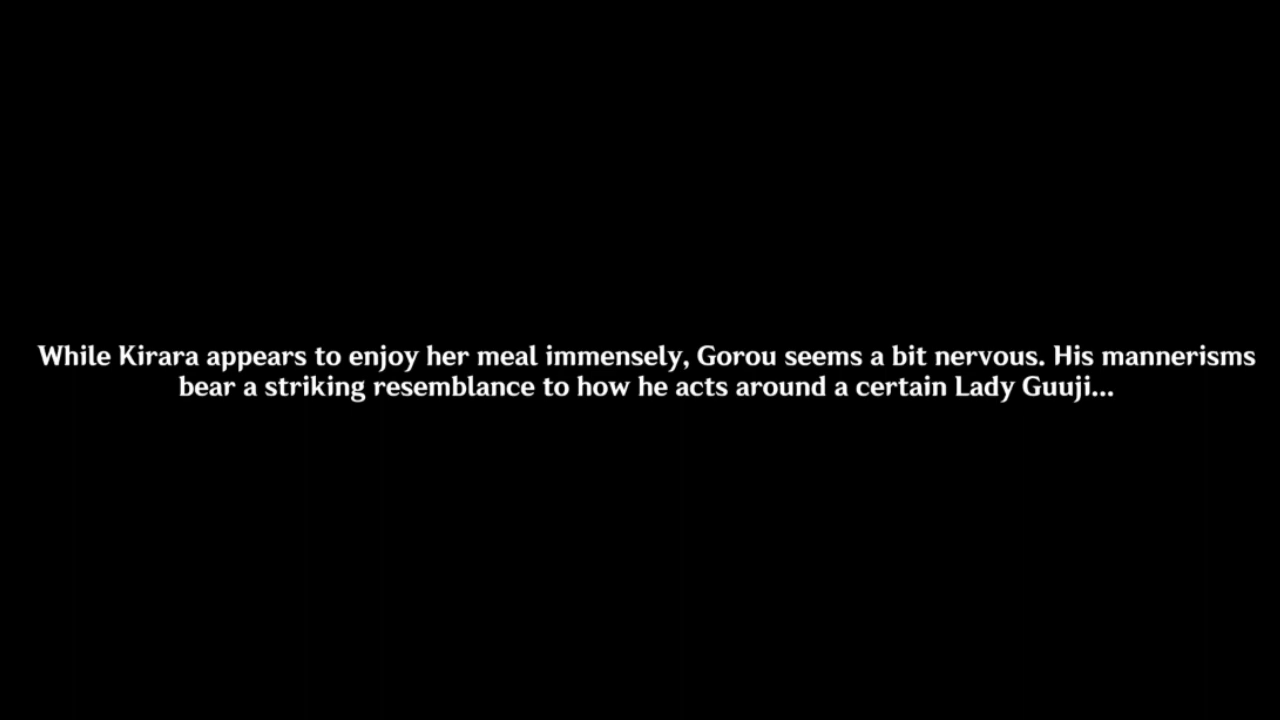 While Kirara appears to enjoy her meal immensely, Gorou seems a bit nervous. His mannerisms
bear a striking resemblance to how he acts around a certain Lady Guuji...